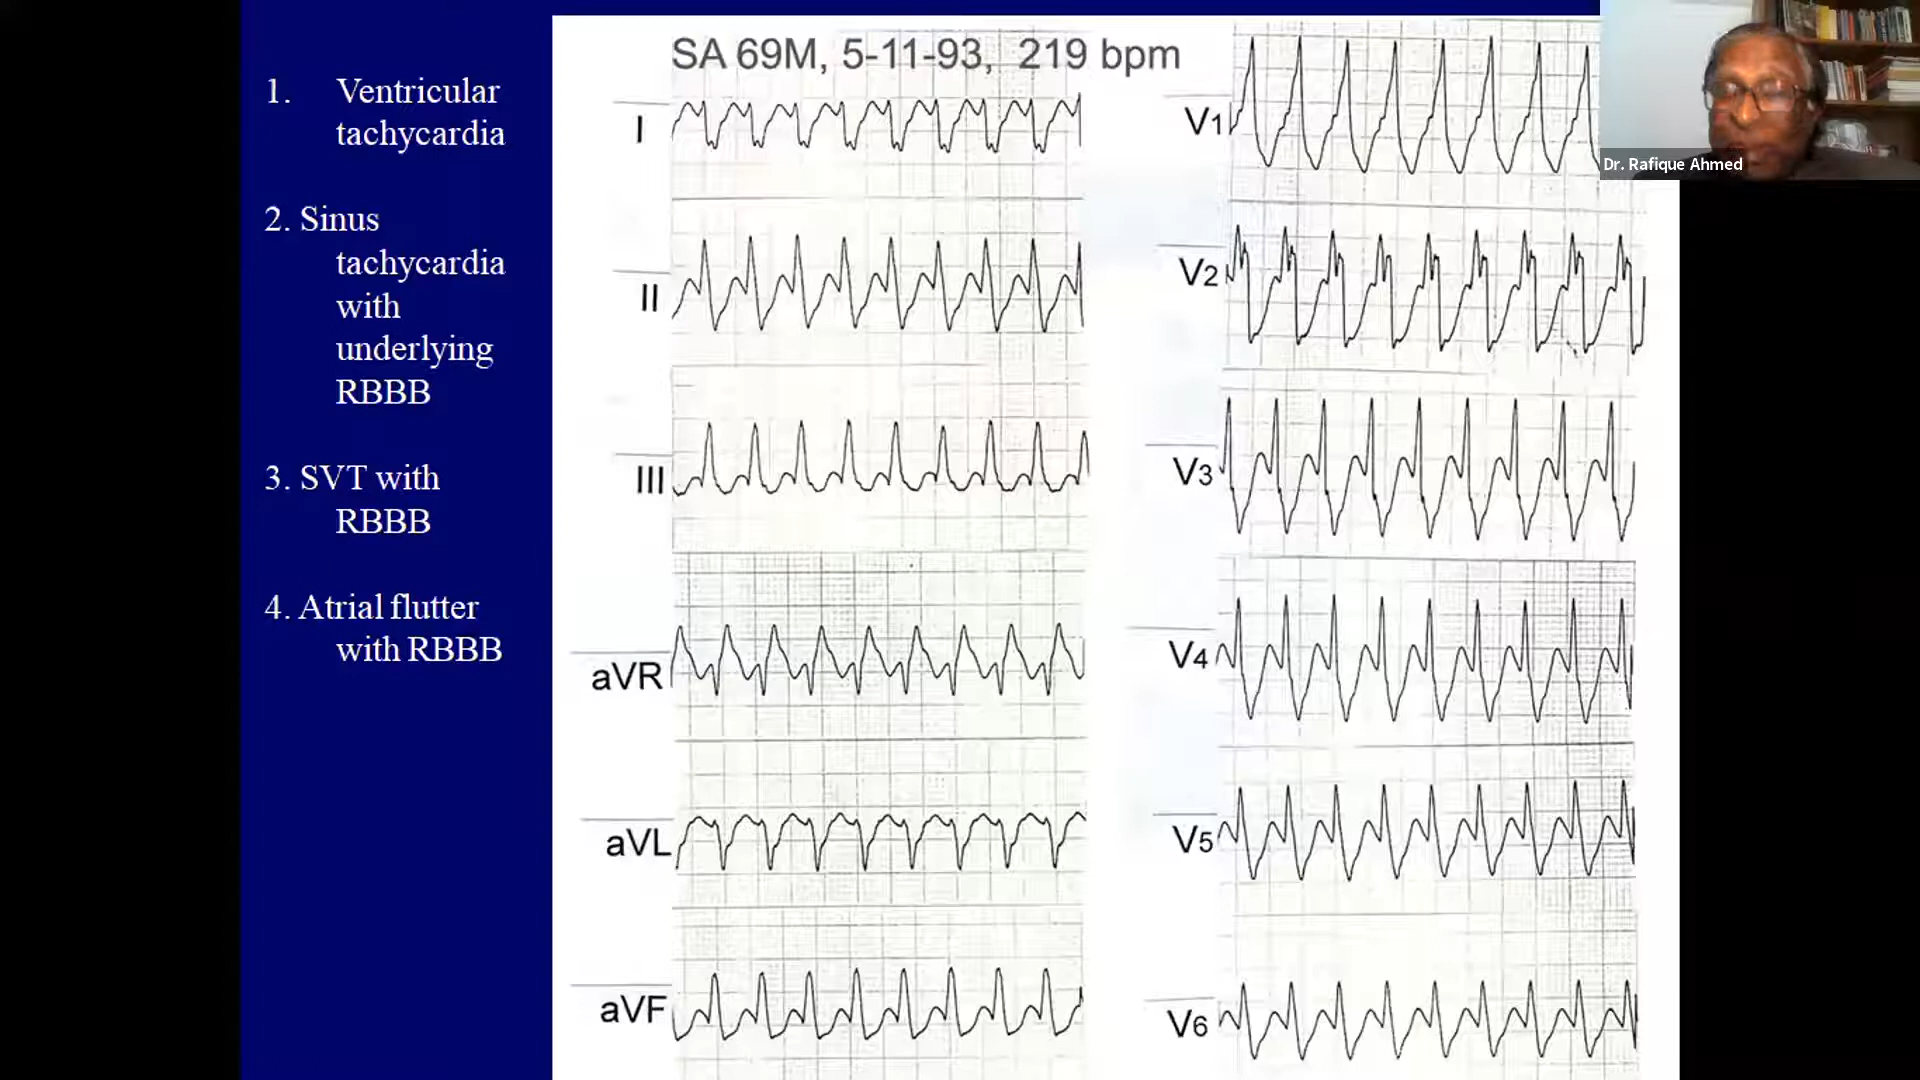 1. Ventricular
tachycardia
2. Sinus
tachycardia
with
underlying
RBBB
3. SVT with
RBBB
4. Atrial flutter
with RBBB
SA 69M, 5-11-93, 219 bpm
I
II
III
aVR
aVL
aVF
V1
V2
V3
V4
V5
V6
Dr. Rafique Ahmed